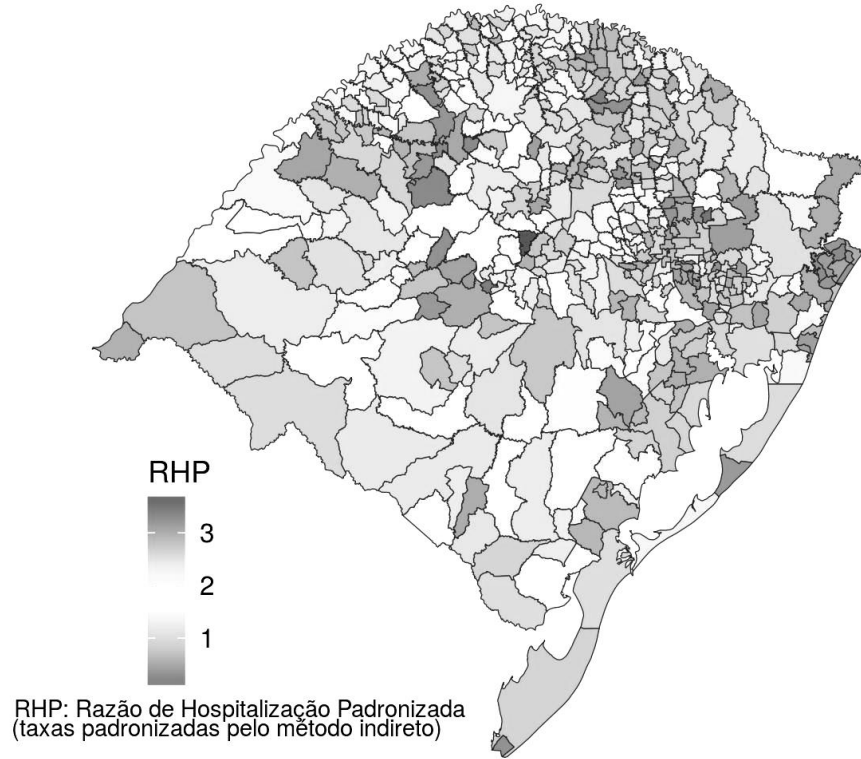 RHP
3
2
1
RHP: Razão de Hospitalização Padronizada
(taxas padronizadas pelo método indireto)